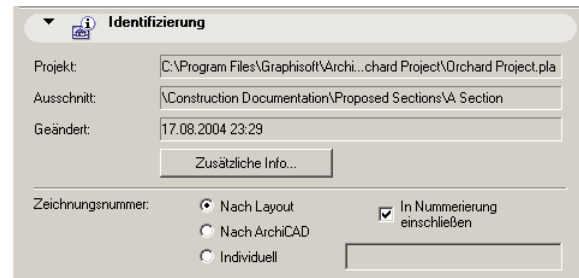 Identifizierung
Projekt: C:\Program Files\Graphisoft\Archi...chard Project\Orchard Project.pla
Ausschnitt: \Construction Documentation\Proposed Sections\A Section
Geändert: 17.08.2004 23:29
Zusätzliche Info...
Zeichnungsnummer: Nach Layout In Nummerierung
einschließen
Nach ArchiCAD
Individuell